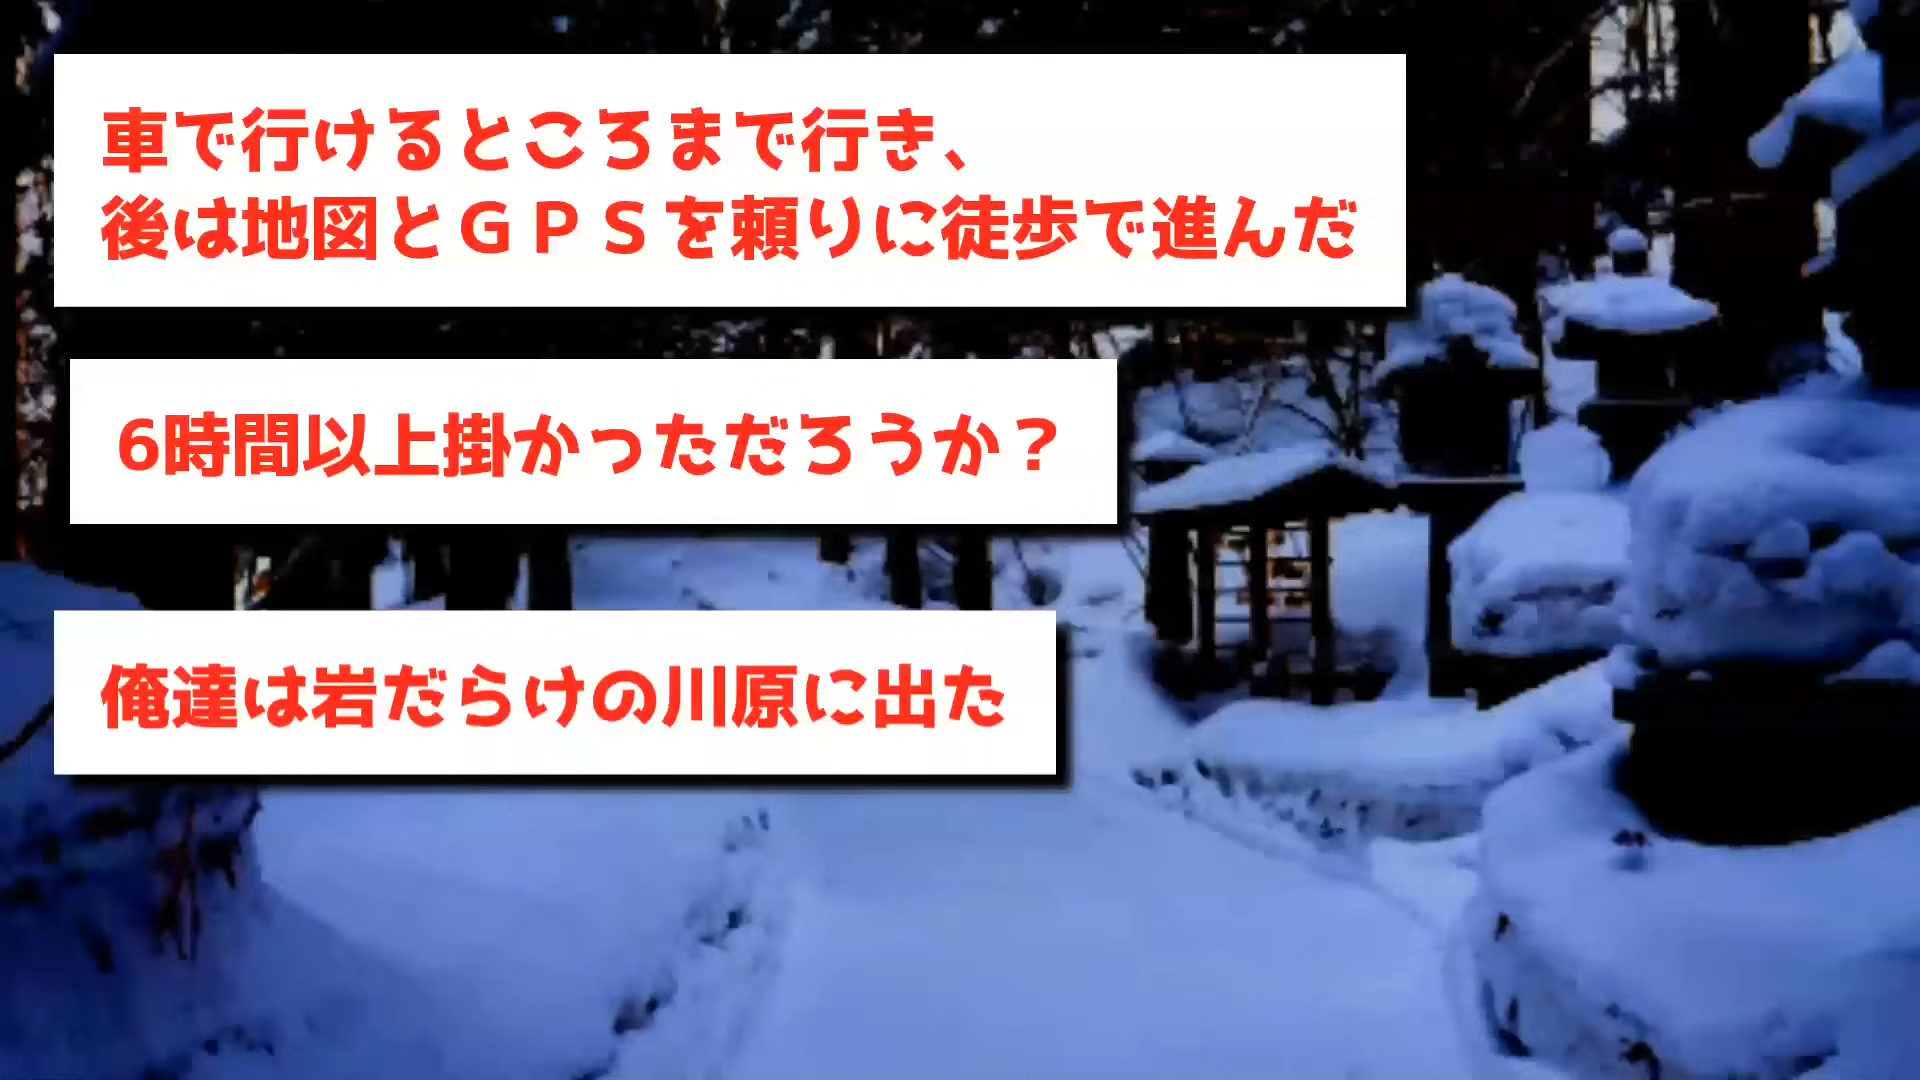 車で行けるところまで行き、
後は地図とＧＰＳを頼りに徒歩で進んだ
6時間以上掛かっただろうか？
俺達は岩だらけの川原に出た